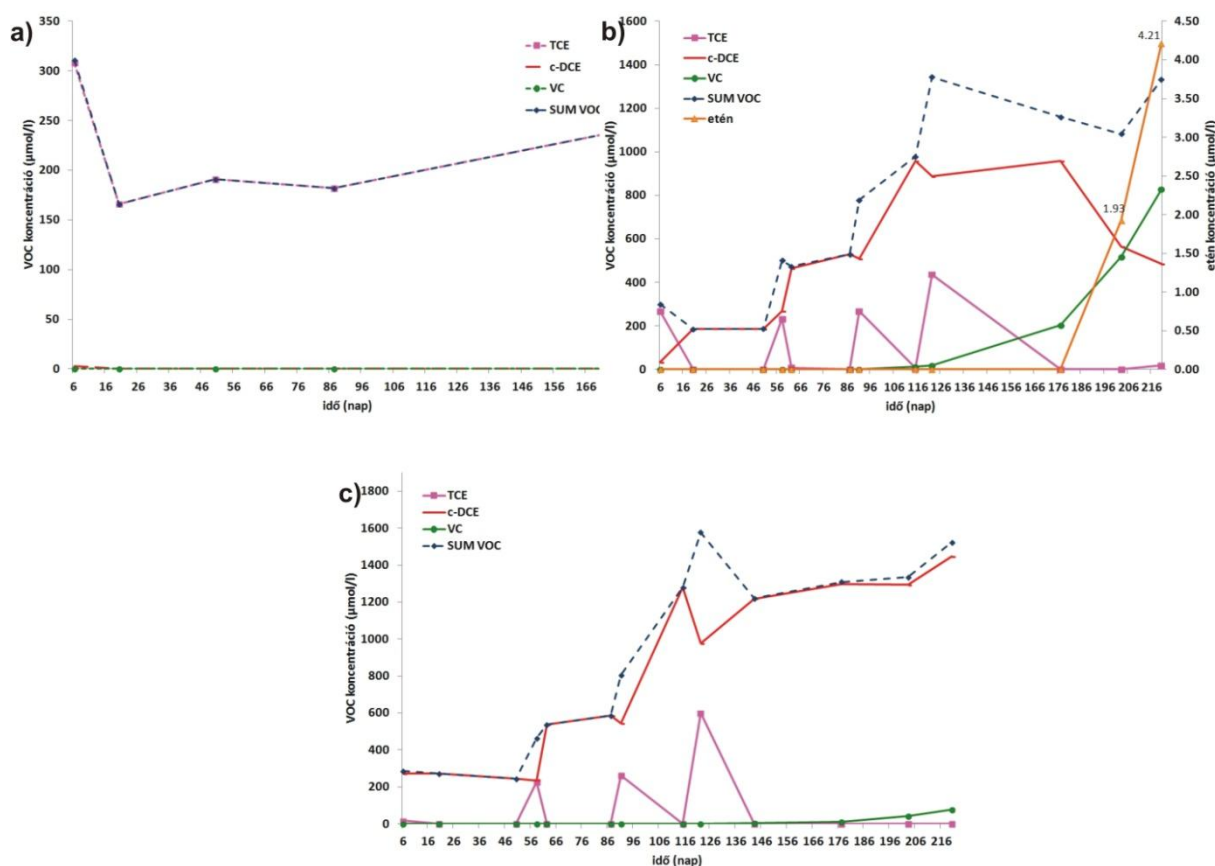 a)
350
300
250
200
150
100
50
0
VOC koncentráció (µmol/l)
TCE
c-DCE
VC
SUM VOC
6 16 26 36 46 56 66 76 86 96 106 116 126 136 146 156 166
idő (nap)
b)
1600
1400
1200
1000
800
600
400
200
0
VOC koncentráció (µmol/l)
TCE
c-DCE
VC
SUM VOC
etén
4.21
1.93
4.50
4.00
3.50
3.00
2.50
2.00
1.50
1.00
0.50
0.00
etén koncentráció (µmol/l)
6 16 26 36 46 56 66 76 86 96 106 116 126 136 146 156 166 176 186 196 206 216
idő (nap)
c)
1800
1600
1400
1200
1000
800
600
400
200
0
VOC koncentráció (µmol/l)
TCE
c-DCE
VC
SUM VOC
6 16 26 36 46 56 66 76 86 96 106 116 126 136 146 156 166 176 186 196 206 216
idő (nap)